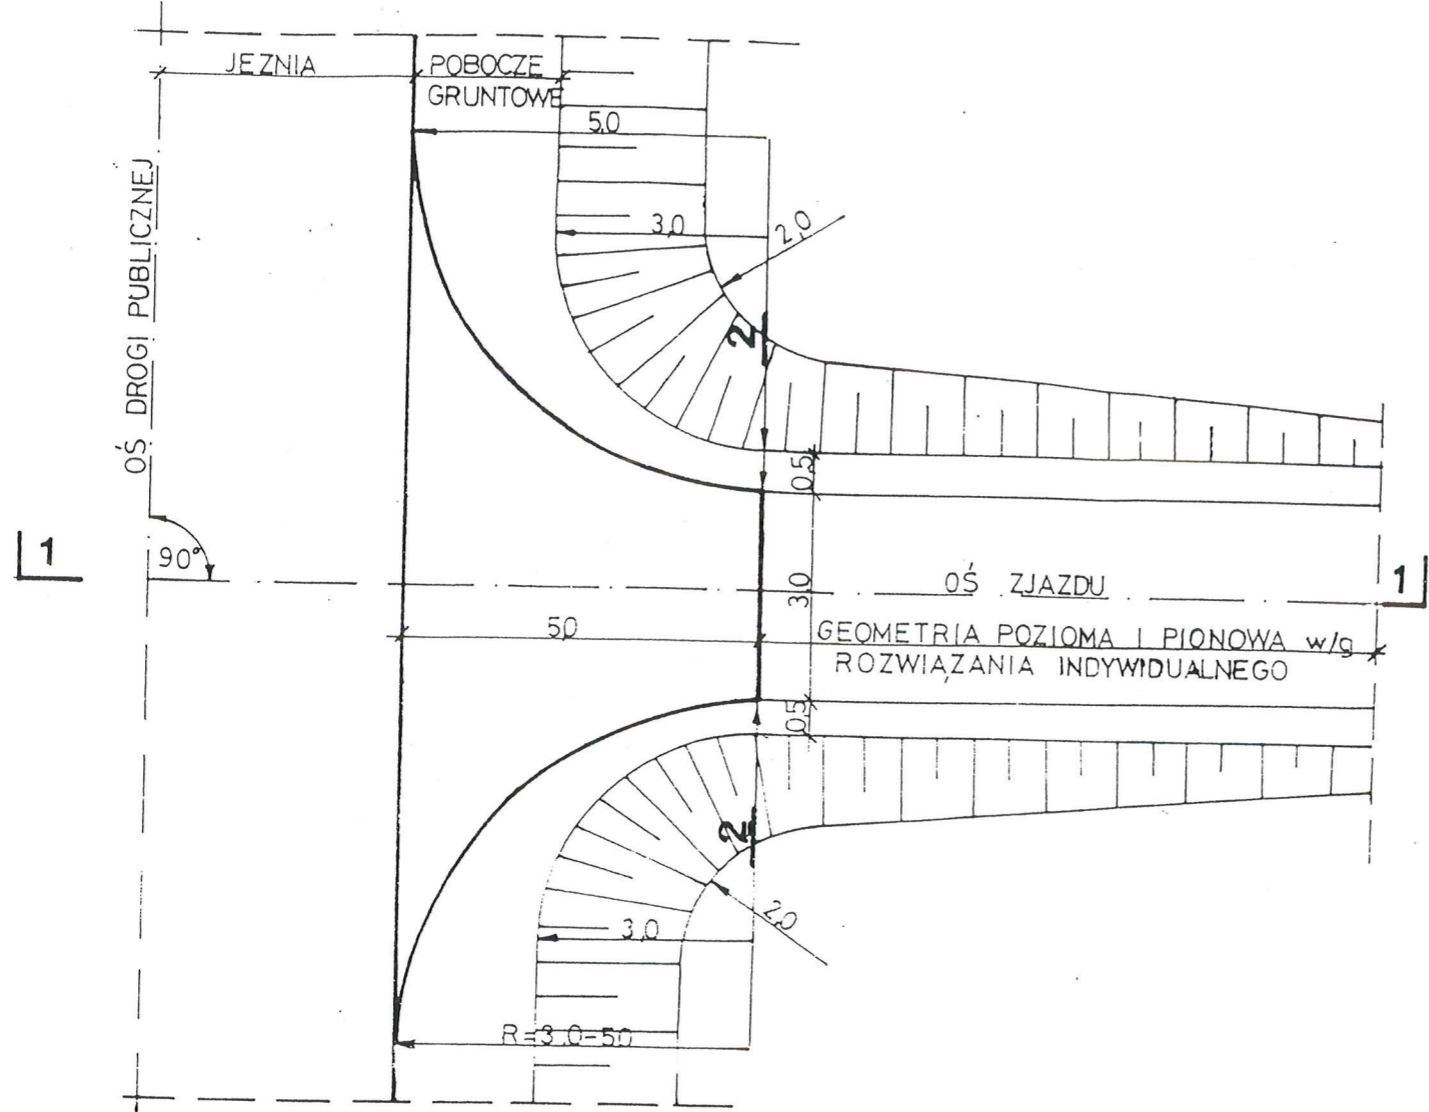 JEZNIA
POBOCZE
GRUNTOWE
5,0
OŚ DROGI PUBLICZNEJ
3,0
2,0
2
0,5
1
90°
OŚ ZJAZDU
1
3,0
5,0
GEOMETRIA POZIOMA I PIONOWA w/g
ROZWIĄZANIA INDYWIDUALNEGO
0,5
2
2,0
3,0
R=3,0-5,0